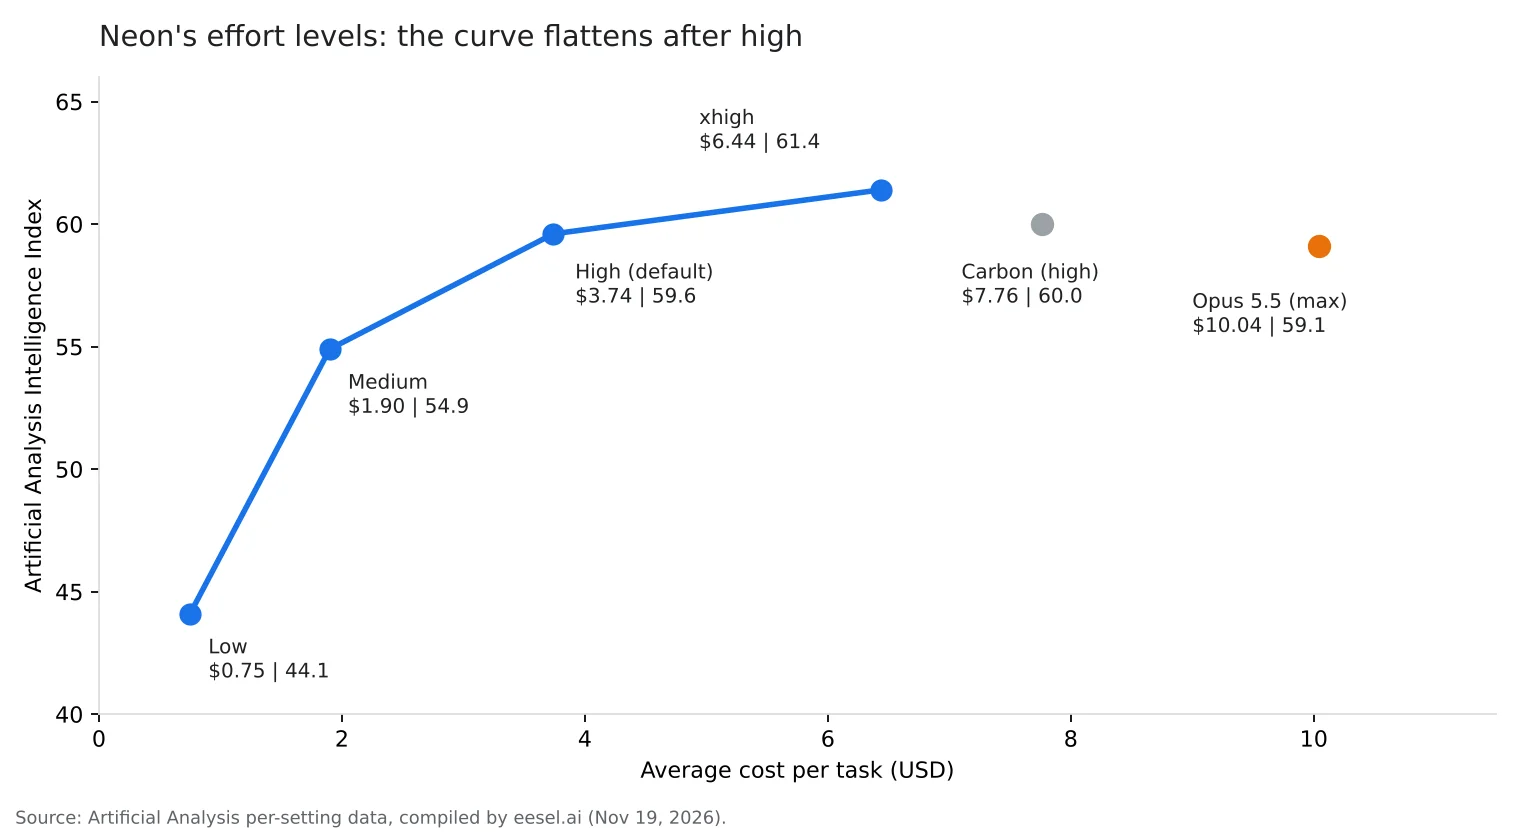 Neon's effort levels: the curve flattens after high
Artificial Analysis Intelligence Index
65
60
55
50
45
40
xhigh
$6.44 | 61.4
High (default)
$3.74 | 59.6
Carbon (high)
$7.76 | 60.0
Opus 5.5 (max)
$10.04 | 59.1
Medium
$1.90 | 54.9
Low
$0.75 | 44.1
0 2 4 6 8 10
Average cost per task (USD)
Source: Artificial Analysis per-setting data, compiled by eesel.ai (Nov 19, 2026).